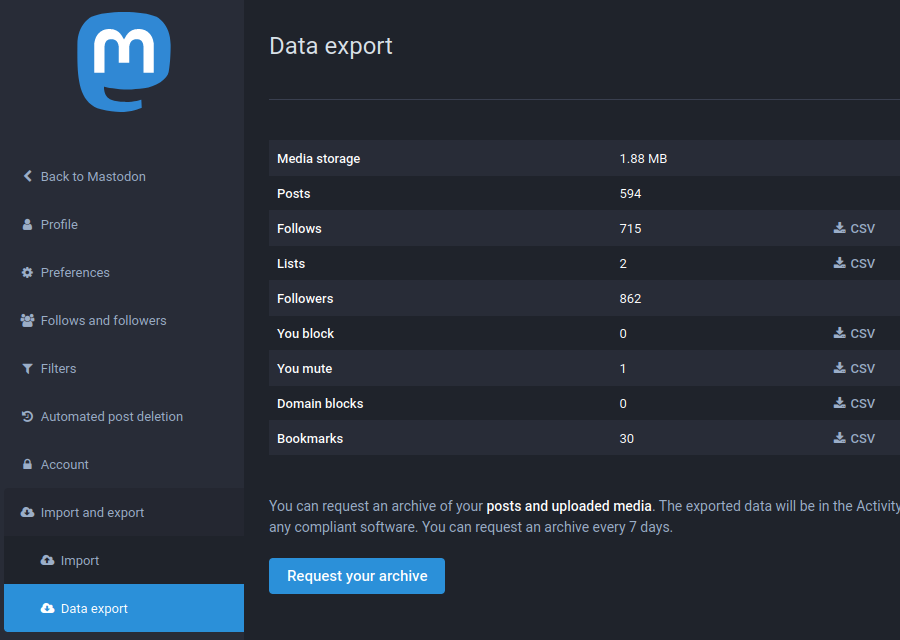 Data export
Back to Mastodon
Profile
Preferences
Follows and followers
Filters
Automated post deletion
Account
Import and export
Import
Data export
Media storage 1.88 MB
Posts 594
Follows 715 CSV
Lists 2 CSV
Followers 862
You block 0 CSV
You mute 1 CSV
Domain blocks 0 CSV
Bookmarks 30 CSV
You can request an archive of your posts and uploaded media. The exported data will be in the Activity
any compliant software. You can request an archive every 7 days.
Request your archive